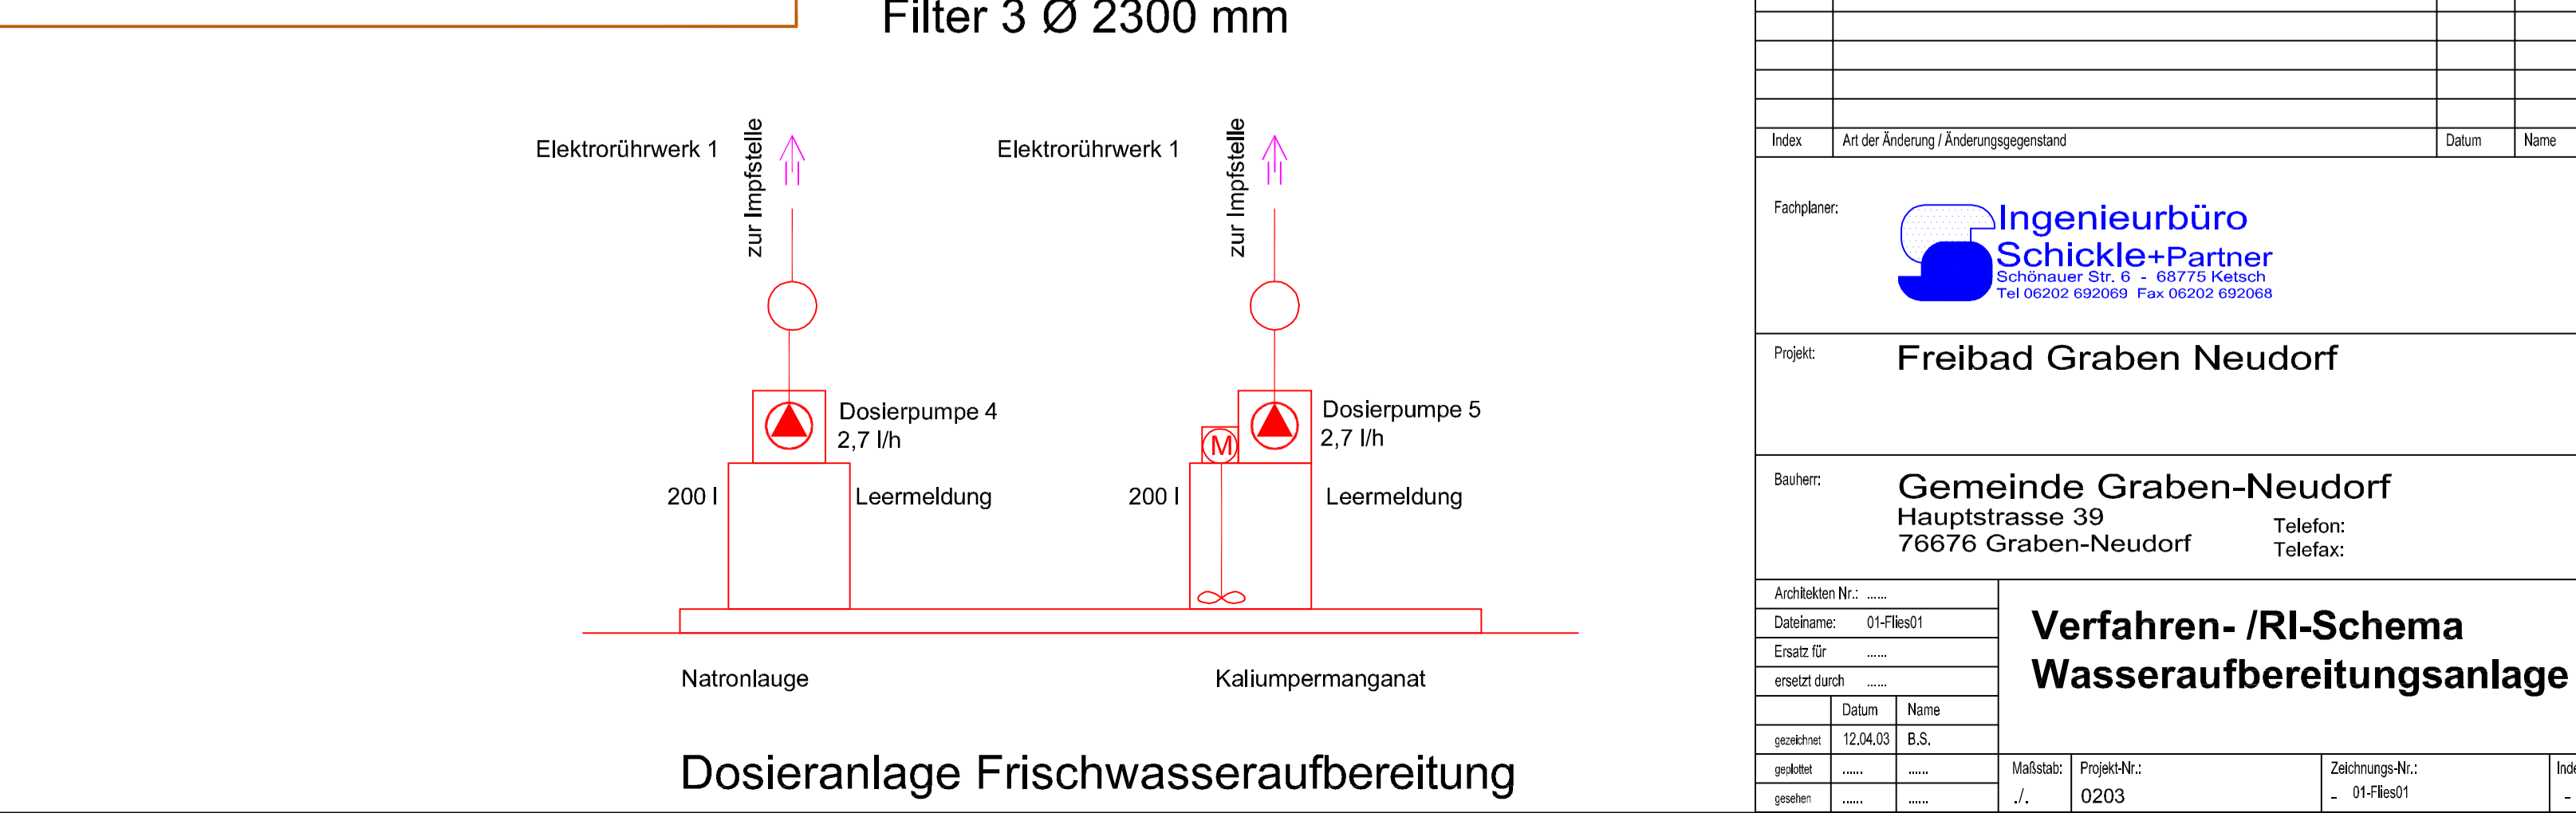 Filter 3 Ø 2300 mm
Elektrorührwerk 1
zur Impfstelle
Elektrorührwerk 1
zur Impfstelle
Dosierpumpe 4
2,7 l/h
Dosierpumpe 5
2,7 l/h
M
200 l
Leermeldung
200 l
Leermeldung
Natronlauge
Kaliumpermanganat
Dosieranlage Frischwasseraufbereitung
Index Art der Änderung / Änderungsgegenstand Datum Name
Fachplaner:
Ingenieurbüro
Schickle+Partner
Schönauer Str. 6 - 68775 Ketsch
Tel 06202 692069 Fax 06202 692068
Projekt: Freibad Graben Neudorf
Bauherr: Gemeinde Graben-Neudorf
Hauptstrasse 39
76676 Graben-Neudorf
Telefon:
Telefax:
Architekten Nr.: ......
Dateiname: 01-Flies01
Ersatz für ......
ersetzt durch ......
Datum Name
gezeichnet 12.04.03 B.S.
geplottet ...... ......
gesehen ...... ......
Verfahren- /RI-Schema
Wasseraufbereitungsanlage
Maßstab: ./.
Projekt-Nr.: 0203
Zeichnungs-Nr.: - 01-Flies01
-